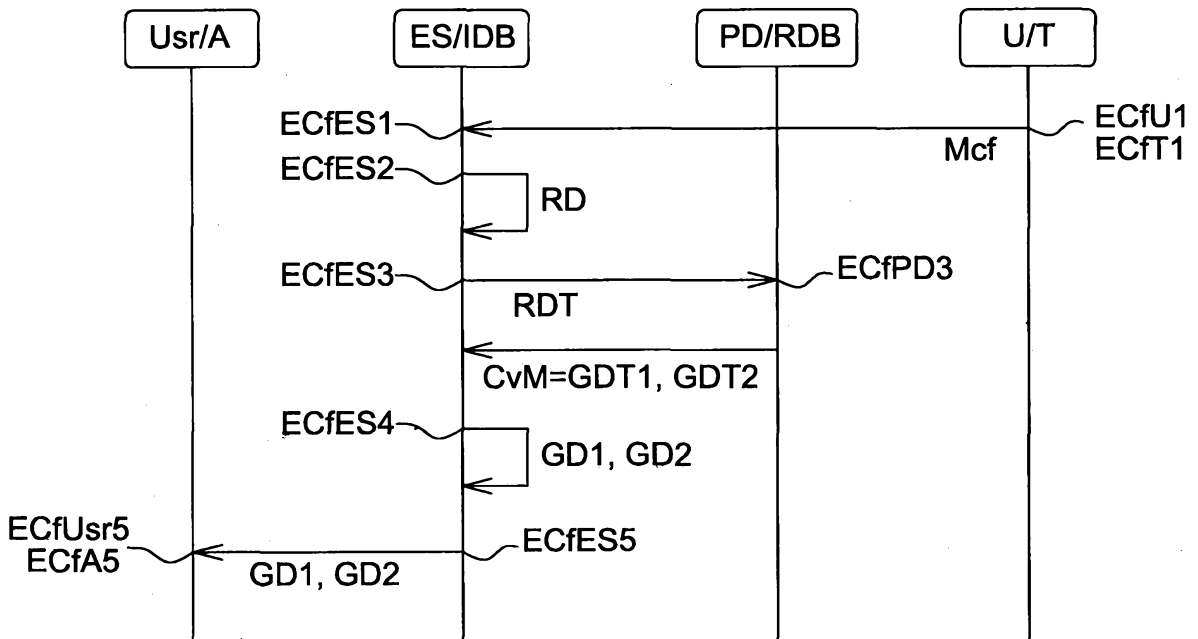 Usr/A
ES/IDB
PD/RDB
U/T
ECfES1
ECfU1
ECfT1
Mcf
ECfES2
RD
ECfES3
ECfPD3
RDT
CvM=GDT1, GDT2
ECfES4
GD1, GD2
ECfUsr5
ECfA5
ECfES5
GD1, GD2